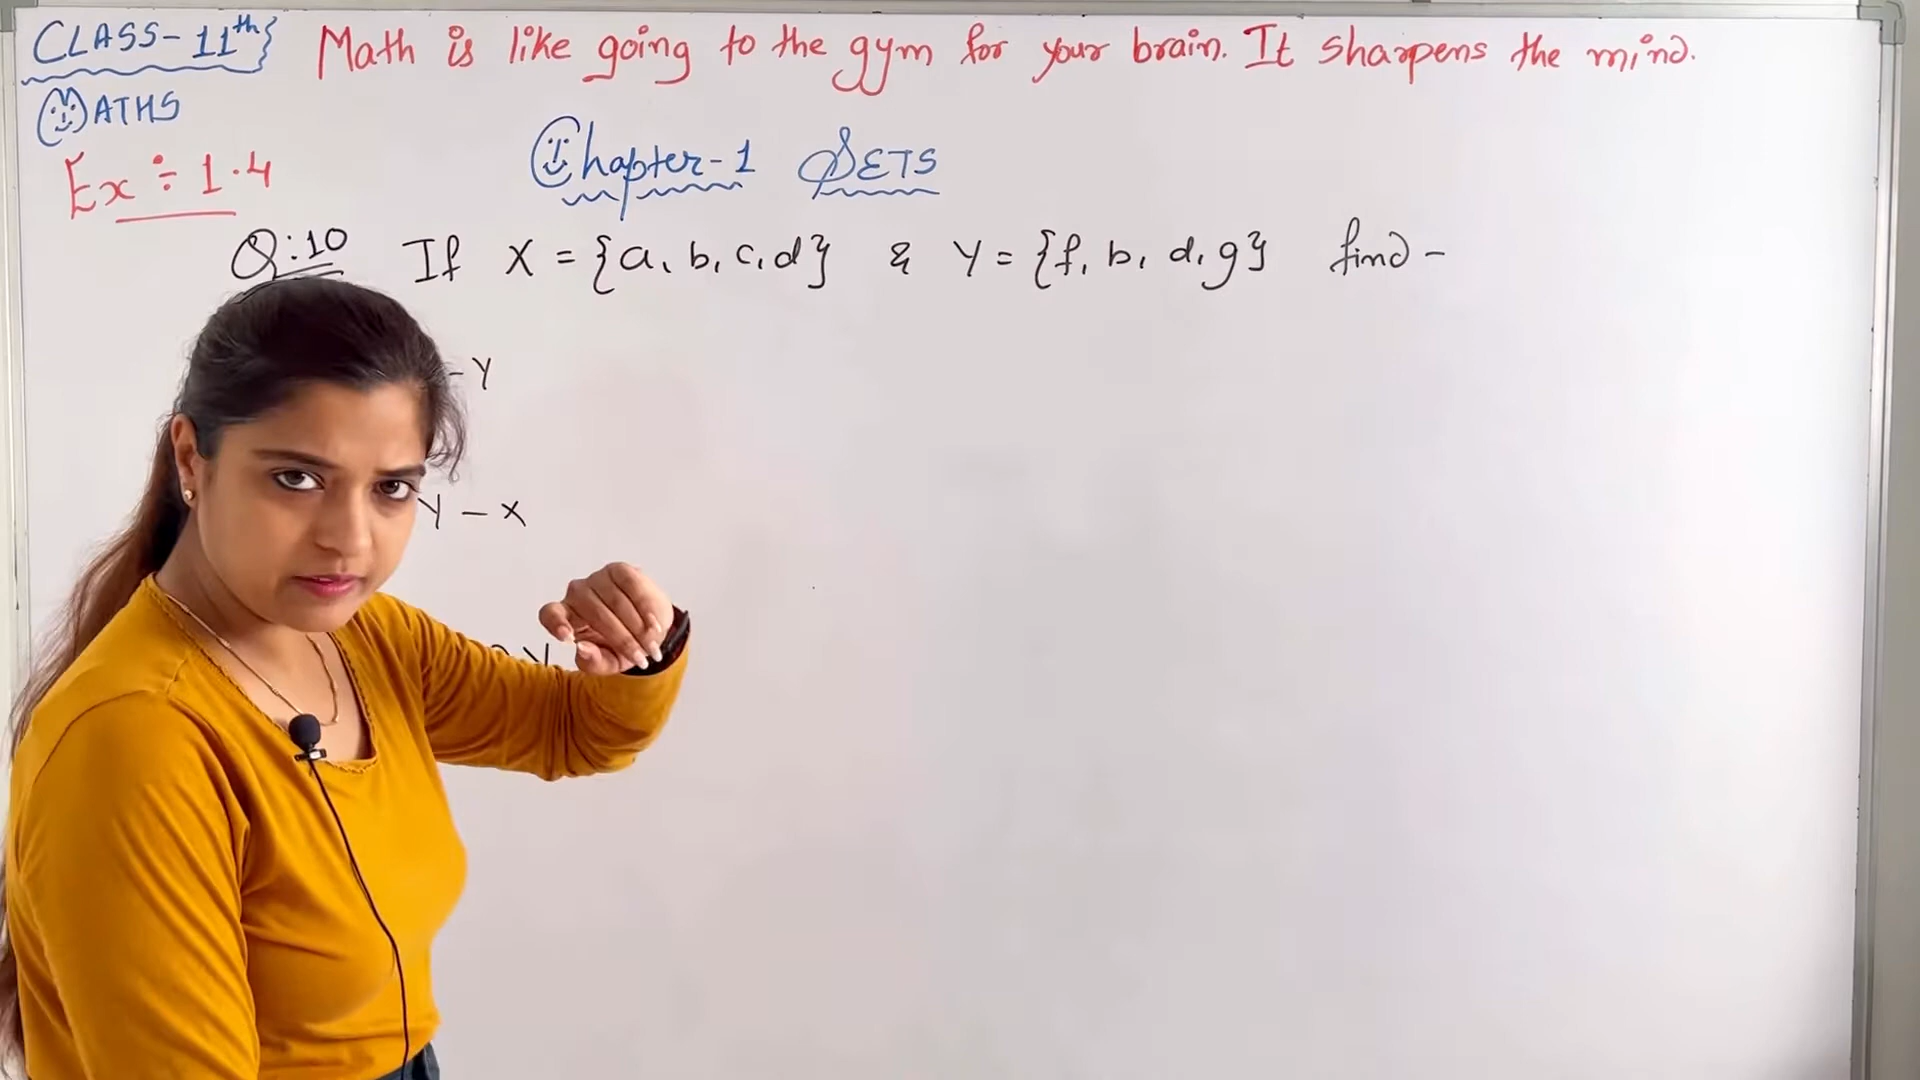 CLASS-11th} Math is like going to the gym for your brain. It sharpens the mind.
MATHS
Ex ÷ 1.4
Chapter-1 SETS
Q:10 If X = {a, b, c, d} & Y = {f, b, d, g} find -
- Y
Y - X
Y